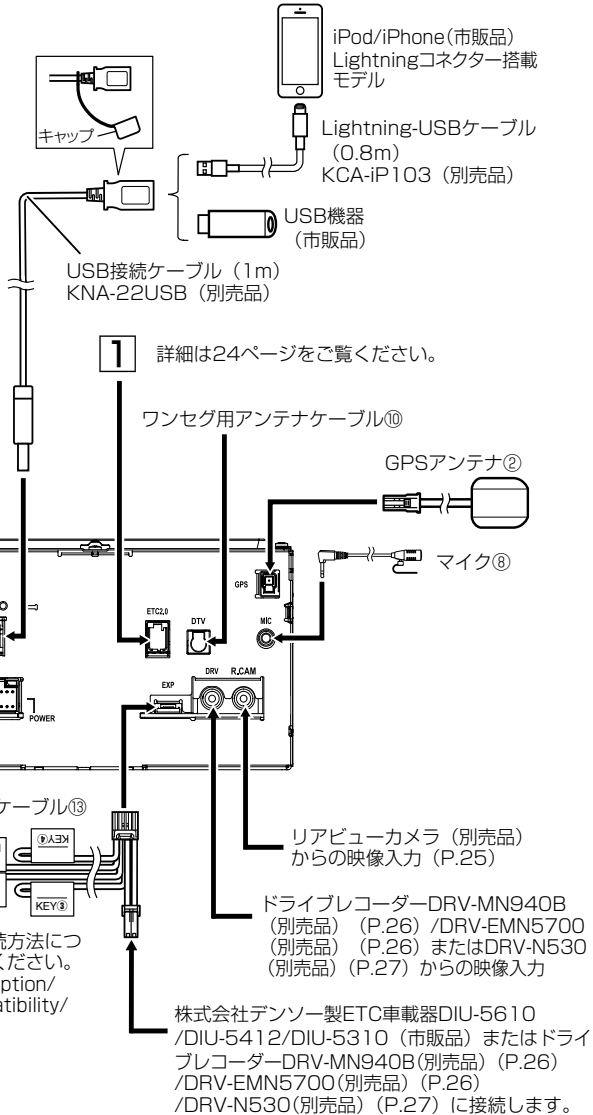 iPod/iPhone(市販品)
Lightningコネクター搭載
モデル
キャップ
Lightning-USBケーブル
(0.8m)
KCA-iP103(別売品)
USB機器
(市販品)
USB接続ケーブル(1m)
KNA-22USB(別売品)
1 詳細は24ページをご覧ください。
ワンセグ用アンテナケーブル⑩
GPSアンテナ②
マイク⑧
GPS
ETC2.0
DTV
MIC
EXP
DRV
R.CAM
POWER
ケーブル⑬
KEY④
KEY③
リアビューカメラ(別売品)
からの映像入力(P.25)
ドライブレコーダーDRV-MN940B
(別売品)(P.26)/DRV-EMN5700
(別売品)(P.26)またはDRV-N530
(別売品)(P.27)からの映像入力
続方法につ
ください。
ption/
atibility/
株式会社デンソー製ETC車載器DIU-5610
/DIU-5412/DIU-5310(市販品)またはドライ
ブレコーダーDRV-MN940B(別売品)(P.26)
/DRV-EMN5700(別売品)(P.26)
/DRV-N530(別売品)(P.27)に接続します。